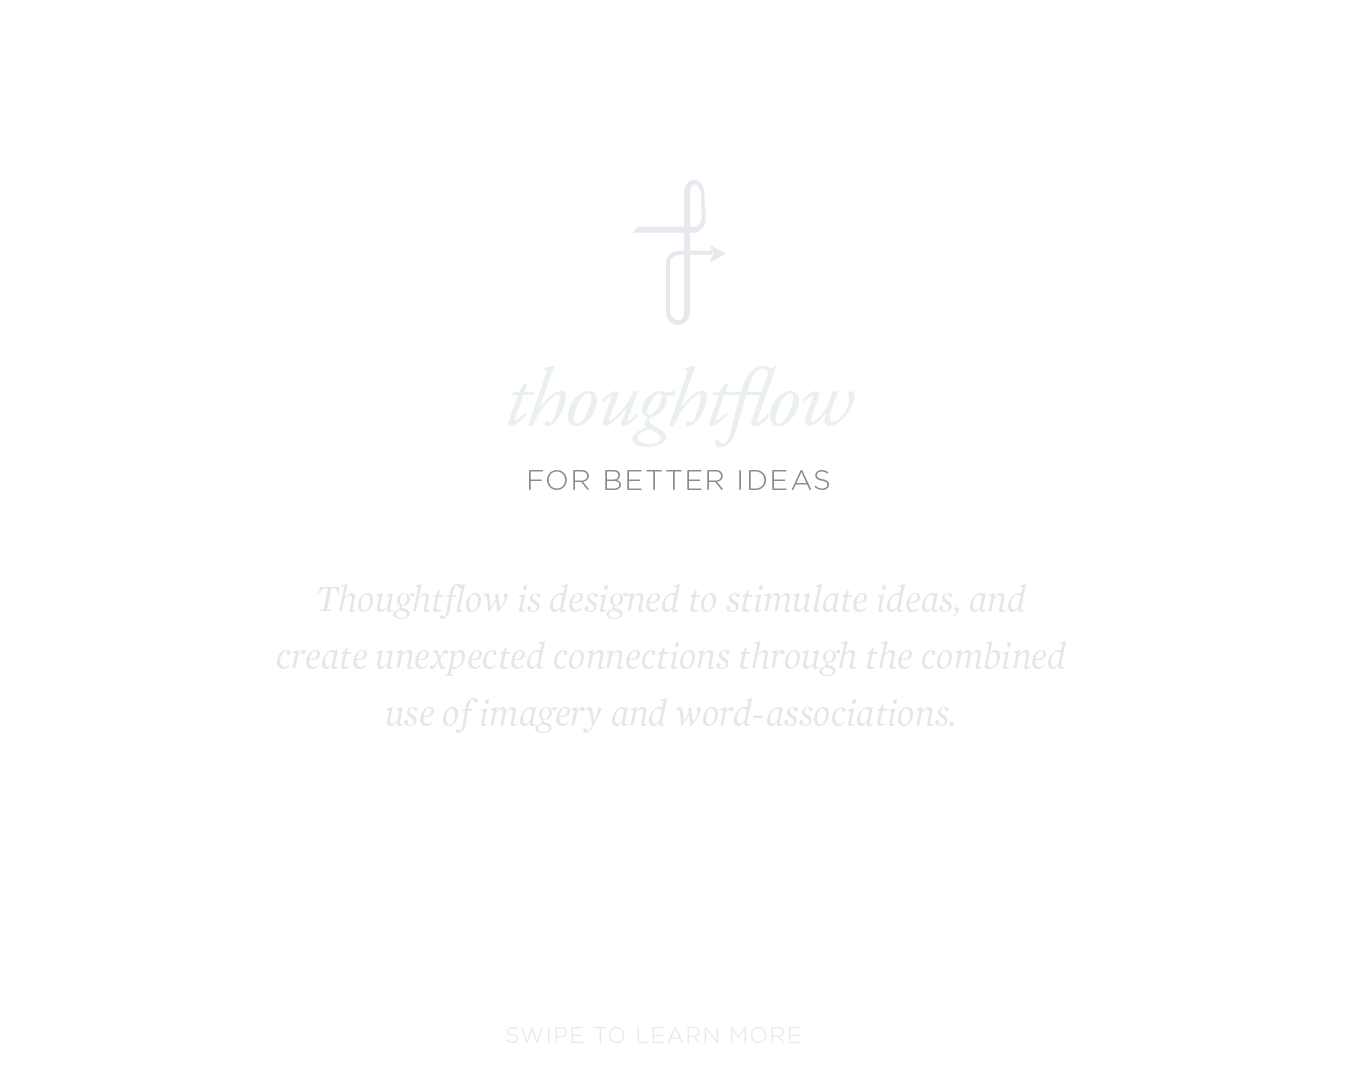 thoughtflow
FOR BETTER IDEAS
Thoughtflow is designed to stimulate ideas, and
create unexpected connections through the combined
use of imagery and word-associations.
SWIPE TO LEARN MORE